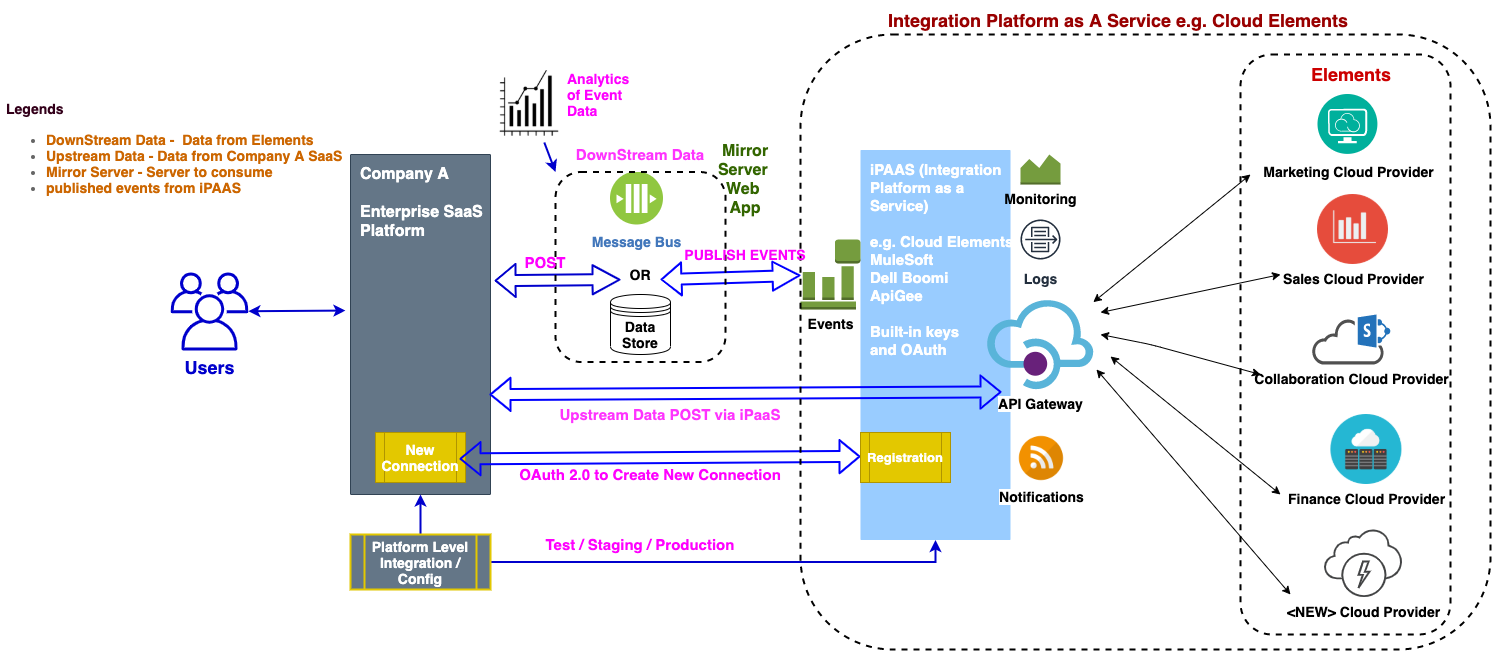 Integration Platform as A Service e.g. Cloud Elements
Elements
Analytics
of Event
Data
Legends
DownStream Data - Data from Elements
Upstream Data - Data from Company A SaaS
Mirror Server - Server to consume
published events from iPAAS
DownStream Data
Mirror
Server
Web
App
Company A
Enterprise SaaS
Platform
Message Bus
POST
OR
PUBLISH EVENTS
Data
Store
Events
iPAAS (Integration
Platform as a
Service)
e.g. Cloud Elements
MuleSoft
Dell Boomi
ApiGee
Built-in keys
and OAuth
Monitoring
Logs
API Gateway
Notifications
Marketing Cloud Provider
Sales Cloud Provider
S
Collaboration Cloud Provider
Finance Cloud Provider
<NEW> Cloud Provider
Users
Upstream Data POST via iPaaS
New
Connection
Registration
OAuth 2.0 to Create New Connection
Platform Level
Integration /
Config
Test / Staging / Production